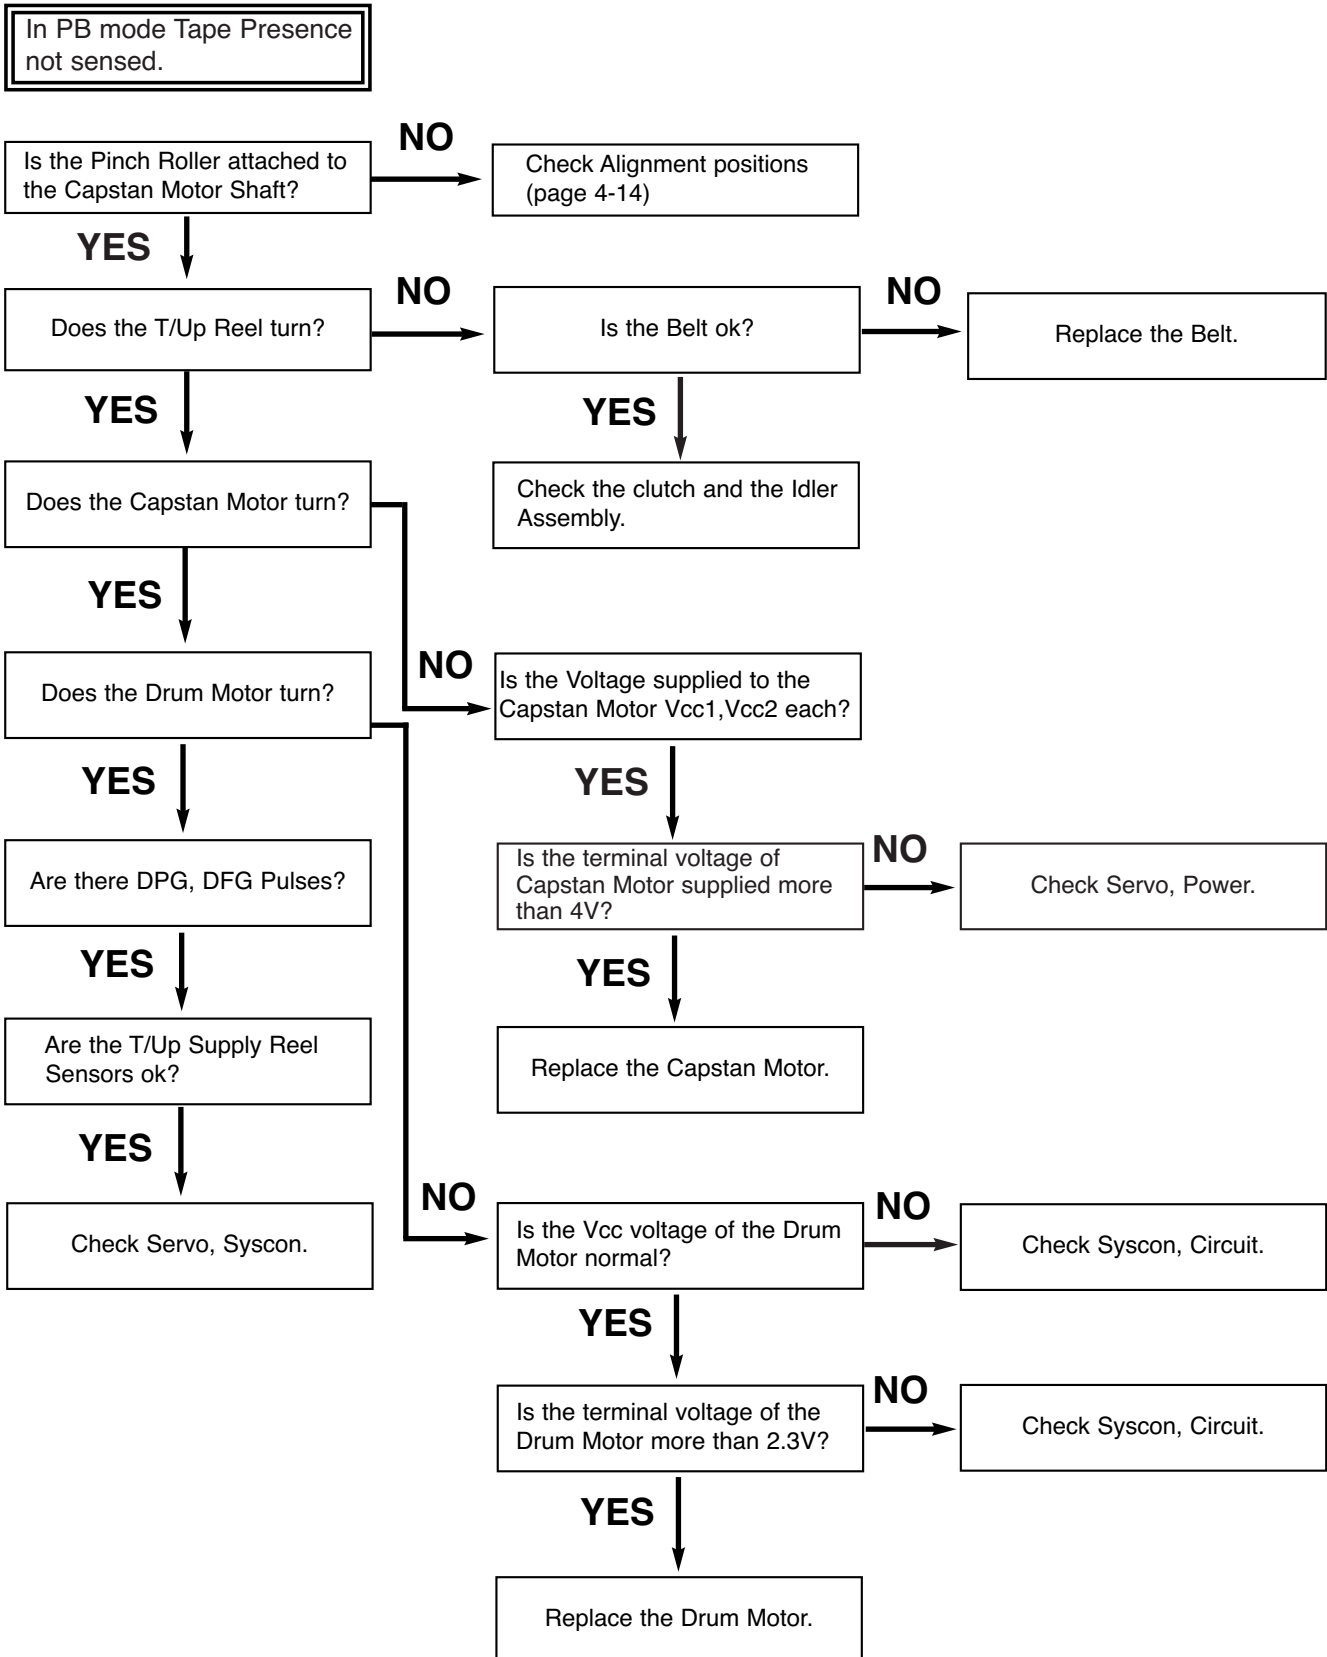 In PB mode Tape Presence
not sensed.
NO
Is the Pinch Roller attached to
the Capstan Motor Shaft?
Check Alignment positions
(page 4-14)
YES
NO
NO
Does the T/Up Reel turn?
Is the Belt ok?
Replace the Belt.
YES
YES
Does the Capstan Motor turn?
Check the clutch and the Idler
Assembly.
YES
NO
Does the Drum Motor turn?
Is the Voltage supplied to the
Capstan Motor Vcc1,Vcc2 each?
YES
YES
NO
Are there DPG, DFG Pulses?
Is the terminal voltage of
Capstan Motor supplied more
than 4V?
Check Servo, Power.
YES
YES
Are the T/Up Supply Reel
Sensors ok?
Replace the Capstan Motor.
YES
NO
NO
Check Servo, Syscon.
Is the Vcc voltage of the Drum
Motor normal?
Check Syscon, Circuit.
YES
NO
Is the terminal voltage of the
Drum Motor more than 2.3V?
Check Syscon, Circuit.
YES
Replace the Drum Motor.